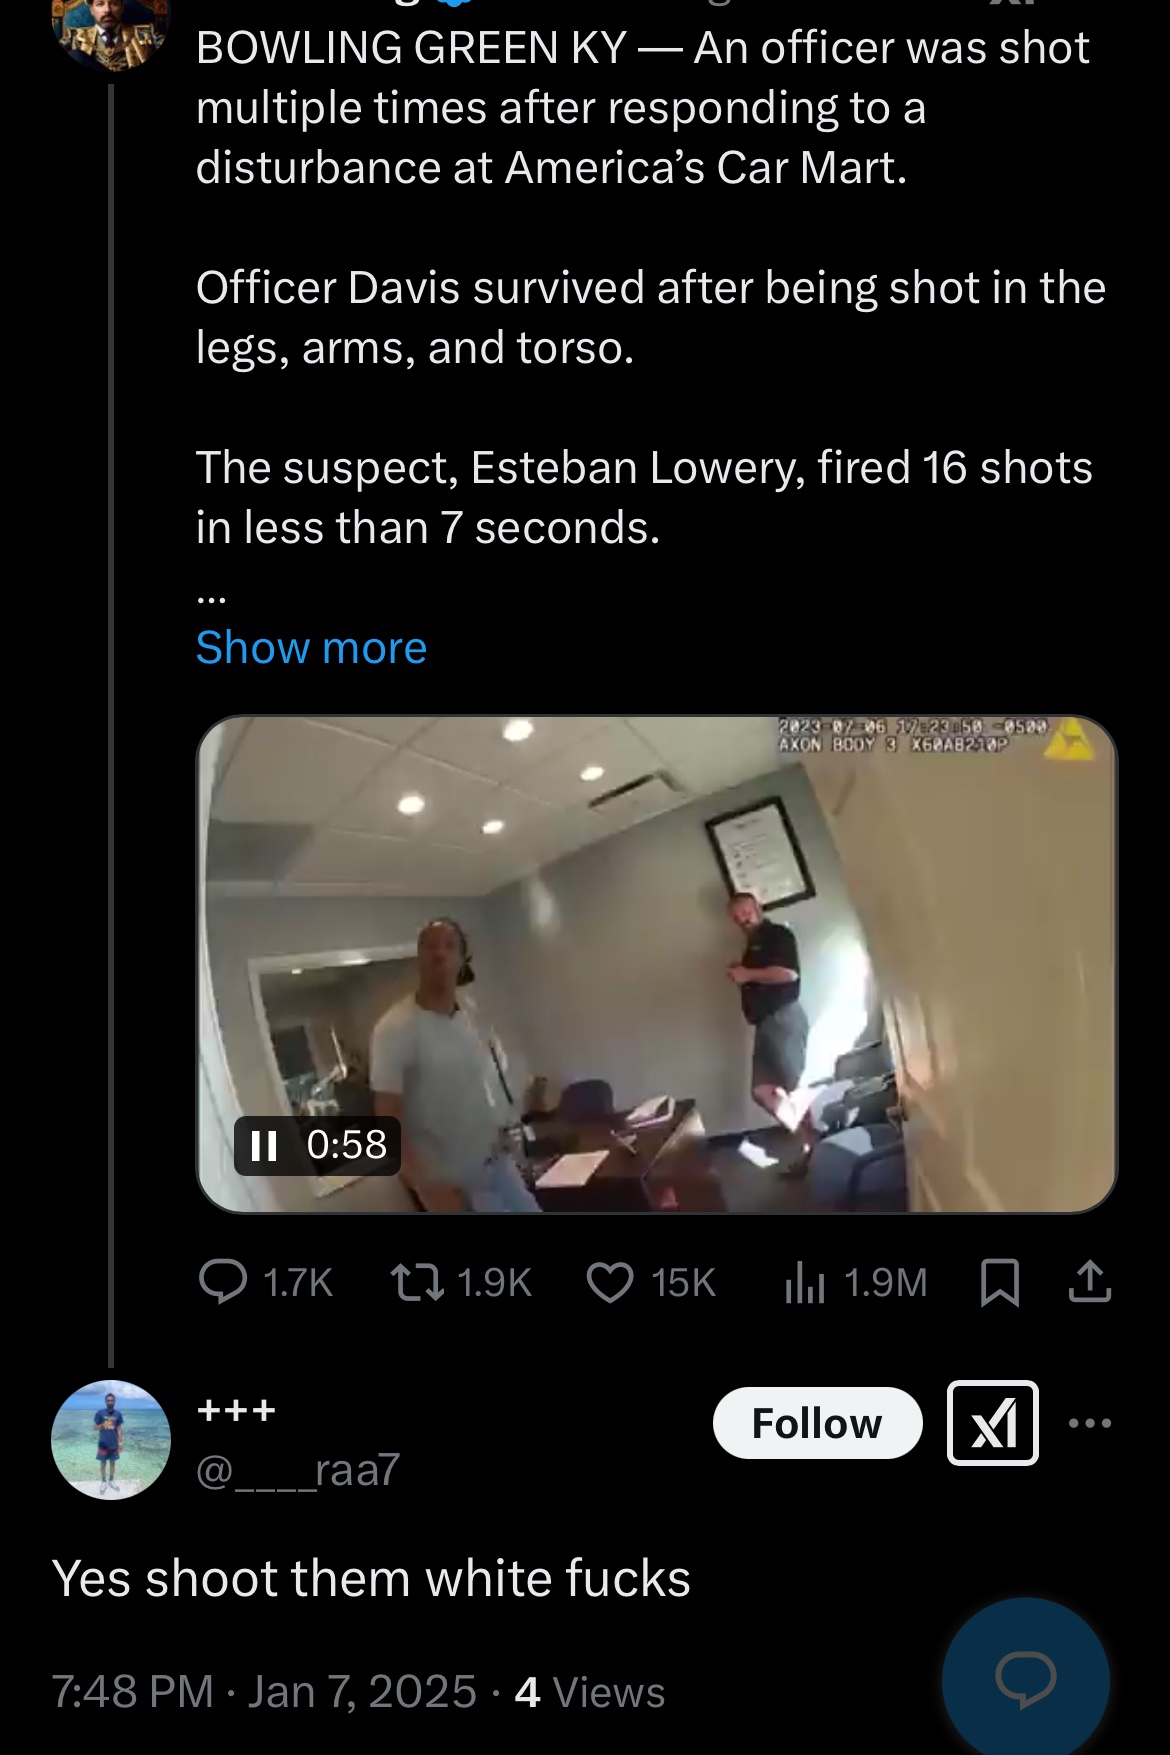 BOWLING GREEN KY — An officer was shot
multiple times after responding to a
disturbance at America’s Car Mart.
Officer Davis survived after being shot in the
legs, arms, and torso.
The suspect, Esteban Lowery, fired 16 shots
in less than 7 seconds.
...
Show more
2023-07-06 17:23:50 -0500
AXON BODY 3 X60AB210P
0:58
1.7K 1.9K 15K 1.9M
+++
Follow
@____raa7
Yes shoot them white fucks
7:48 PM · Jan 7, 2025 · 4 Views